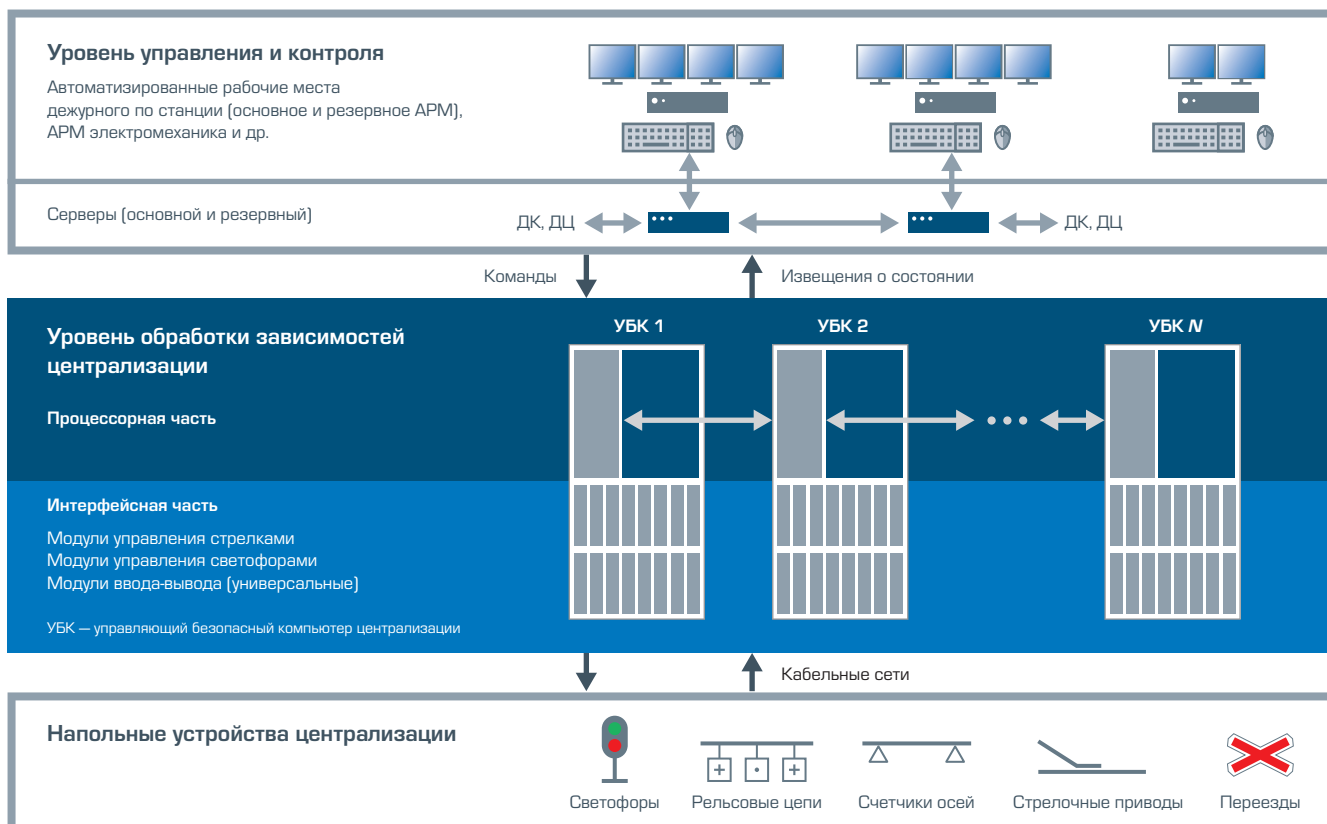 Уровень управления и контроля
Автоматизированные рабочие места
дежурного по станции (основное и резервное АРМ),
АРМ электромеханика и др.
Серверы (основной и резервный)
ДК, ДЦ
ДК, ДЦ
Команды
Извещения о состоянии
Уровень обработки зависимостей
централизации
УБК 1
УБК 2
УБК N
Процессорная часть
Интерфейсная часть
Модули управления стрелками
Модули управления светофорами
Модули ввода-вывода (универсальные)
УБК — управляющий безопасный компьютер централизации
Кабельные сети
Напольные устройства централизации
Светофоры
Рельсовые цепи
Счетчики осей
Стрелочные приводы
Переезды